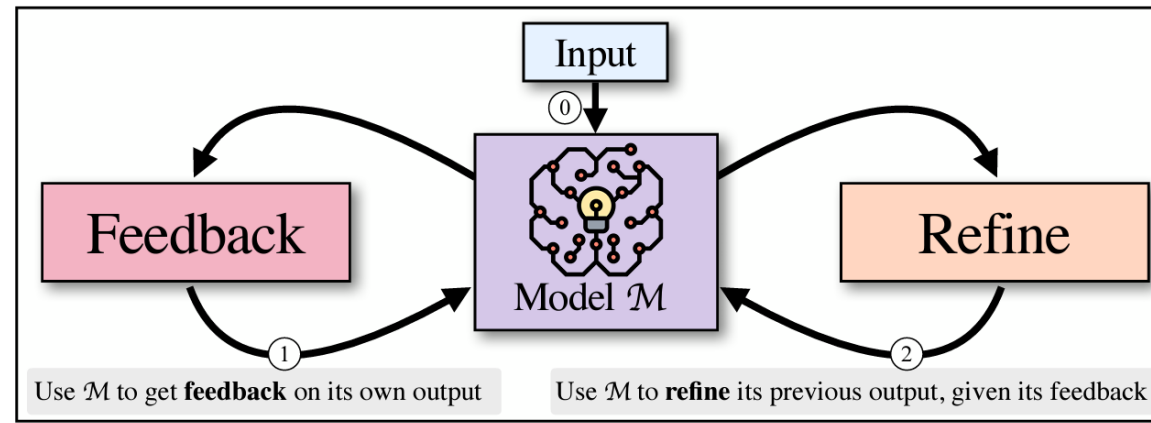 Input
0
Feedback
Refine
Model ℳ
1
2
Use ℳ to get feedback on its own output
Use ℳ to refine its previous output, given its feedback